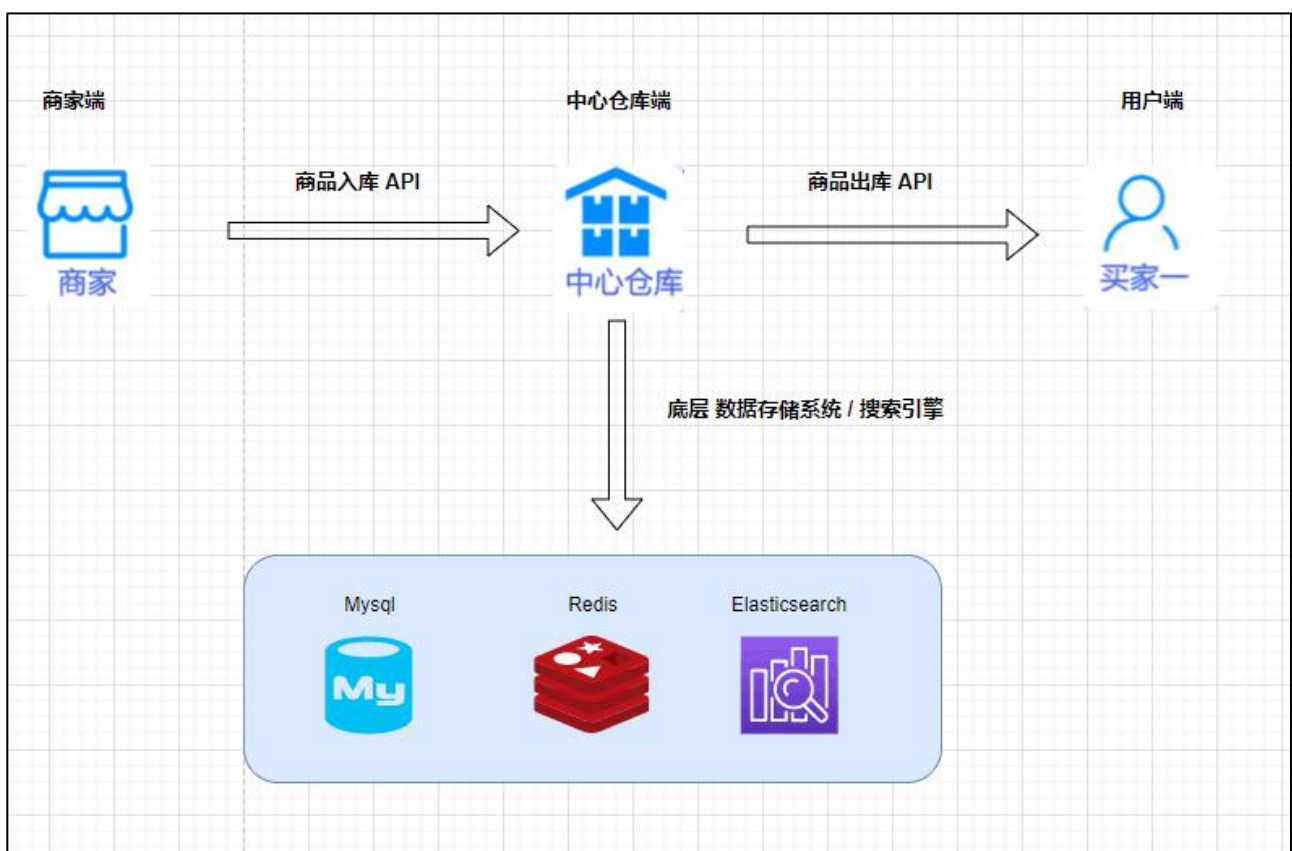 商家端
中心仓库端
用户端
商品入库 API
商品出库 API
商家
中心仓库
买家一
底层 数据存储系统 / 搜索引擎
Mysql
Redis
Elasticsearch
My